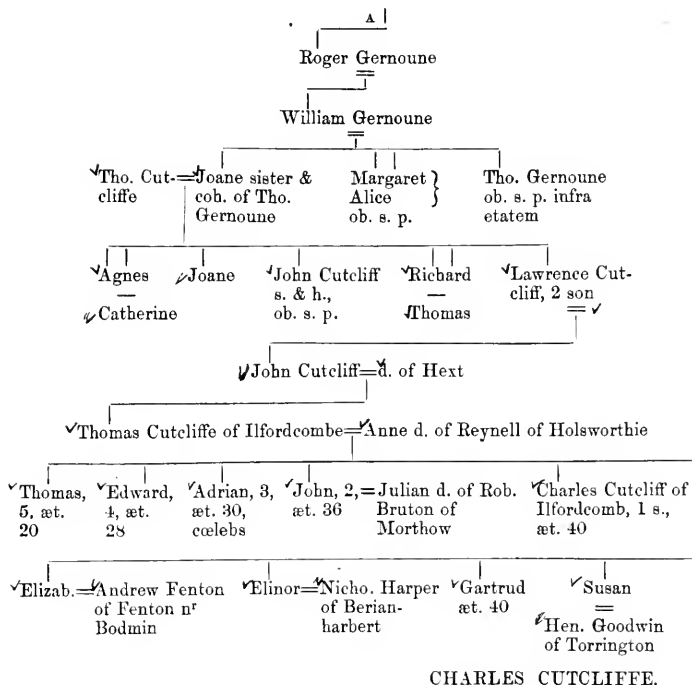 A
Roger Gernoune
William Gernoune
Tho. Cut-
cliffe
Joane sister &
coh. of Tho.
Gernoune
Margaret
Alice
ob. s. p.
Tho. Gernoune
ob. s. p. infra
etatem
Agnes
—
Catherine
Joane
John Cutcliff
s. & h.,
ob. s. p.
Richard
—
Thomas
Lawrence Cut-
cliff, 2 son
John Cutcliff=d. of Hext
Thomas Cutcliffe of Ilfordcombe=Anne d. of Reynell of Holsworthie
Thomas,
5, æt.
20
Edward,
4, æt.
28
Adrian, 3,
æt. 30,
cœlebs
John, 2,=
æt. 36
Julian d. of Rob.
Bruton of
Morthow
Charles Cutcliff of
Ilfordcomb, 1 s.,
æt. 40
Elizab.=Andrew Fenton
of Fenton nr
Bodmin
Elinor=Nicho. Harper
of Berian-
harbert
Gartrud
æt. 40
Susan
=
Hen. Goodwin
of Torrington
CHARLES CUTCLIFFE.